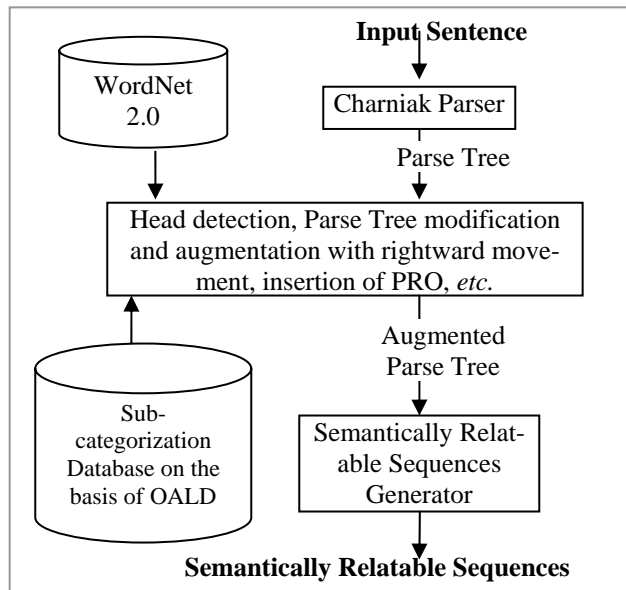 Input Sentence
WordNet
2.0
Charniak Parser
Parse Tree
Head detection, Parse Tree modification
and augmentation with rightward move-
ment, insertion of PRO, etc.
Augmented
Parse Tree
Sub-
categorization
Database on the
basis of OALD
Semantically Relat-
able Sequences
Generator
Semantically Relatable Sequences